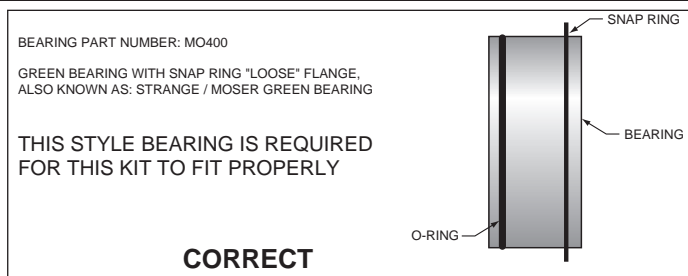 BEARING PART NUMBER: MO400
GREEN BEARING WITH SNAP RING "LOOSE" FLANGE,
ALSO KNOWN AS: STRANGE / MOSER GREEN BEARING
THIS STYLE BEARING IS REQUIRED
FOR THIS KIT TO FIT PROPERLY
CORRECT
SNAP RING
BEARING
O-RING